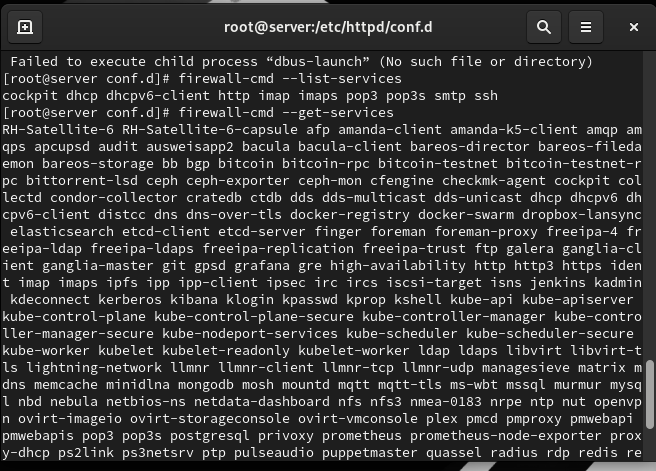 root@server:/etc/httpd/conf.d
Failed to execute child process “dbus-launch” (No such file or directory)
[root@server conf.d]# firewall-cmd --list-services
cockpit dhcp dhcpv6-client http imap imaps pop3 pop3s smtp ssh
[root@server conf.d]# firewall-cmd --get-services
RH-Satellite-6 RH-Satellite-6-capsule afp amanda-client amanda-k5-client amqp am
qps apcupsd audit ausweisapp2 bacula bacula-client bareos-director bareos-fileda
emon bareos-storage bb bgp bitcoin bitcoin-rpc bitcoin-testnet bitcoin-testnet-r
pc bittorrent-lsd ceph ceph-exporter ceph-mon cfengine checkmk-agent cockpit col
lectd condor-collector cratedb ctdb dds dds-multicast dds-unicast dhcp dhcpv6 dh
cpv6-client distcc dns dns-over-tls docker-registry docker-swarm dropbox-lansync
elasticsearch etcd-client etcd-server finger foreman foreman-proxy freeipa-4 fr
eeipa-ldap freeipa-ldaps freeipa-replication freeipa-trust ftp galera ganglia-cl
ient ganglia-master git gpsd grafana gre high-availability http http3 https iden
t imap imaps ipfs ipp ipp-client ipsec irc ircs iscsi-target isns jenkins kadmin
kdeconnect kerberos kibana klogin kpasswd kprop kshell kube-api kube-apiserver
kube-control-plane kube-control-plane-secure kube-controller-manager kube-contro
ller-manager-secure kube-nodeport-services kube-scheduler kube-scheduler-secure
kube-worker kubelet kubelet-readonly kubelet-worker ldap ldaps libvirt libvirt-t
ls lightning-network llmnr llmnr-client llmnr-tcp llmnr-udp managesieve matrix m
dns memcache minidlna mongodb mosh mountd mqtt mqtt-tls ms-wbt mssql murmur mysq
l nbd nebula netbios-ns netdata-dashboard nfs nfs3 nmea-0183 nrpe ntp nut openvp
n ovirt-imageio ovirt-storageconsole ovirt-vmconsole plex pmcd pmproxy pmwebapi
pmwebapis pop3 pop3s postgresql privoxy prometheus prometheus-node-exporter prox
y-dhcp ps2link ps3netsrv ptp pulseaudio puppetmaster quassel radius rdp redis re